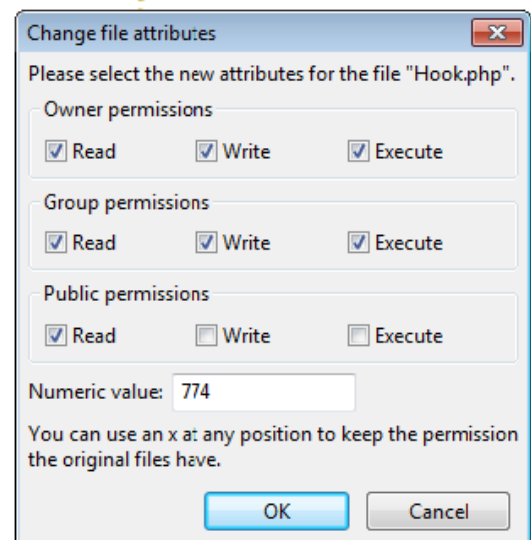 Change file attributes
Please select the new attributes for the file "Hook.php".
Owner permissions
Read Write Execute
Group permissions
Read Write Execute
Public permissions
Read Write Execute
Numeric value: 774
You can use an x at any position to keep the permission
the original files have.
OK Cancel